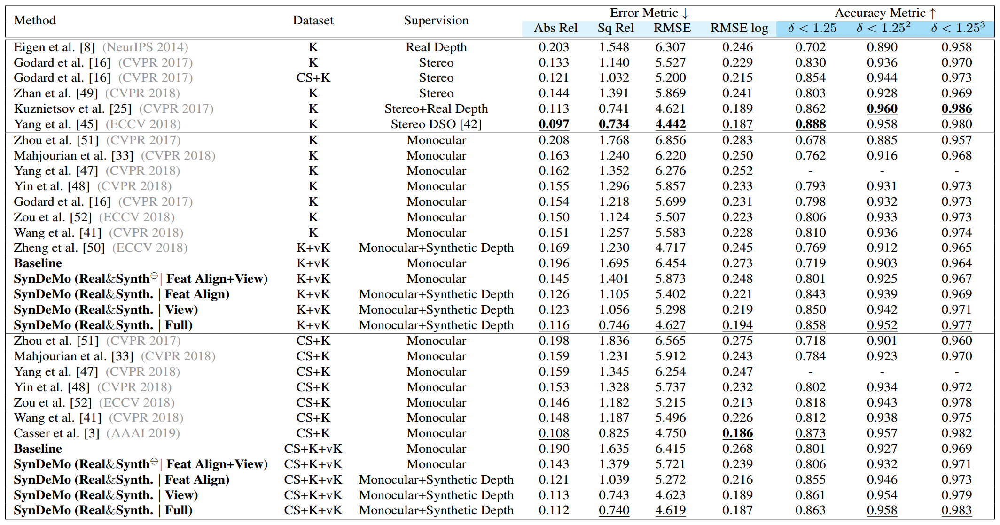 Method Dataset Supervision Error Metric ↓ Accuracy Metric ↑
Abs Rel Sq Rel RMSE RMSE log δ < 1.25 δ < 1.25² δ < 1.25³
Eigen et al. [8] (NeurIPS 2014) K Real Depth 0.203 1.548 6.307 0.246 0.702 0.890 0.958
Godard et al. [16] (CVPR 2017) K Stereo 0.133 1.140 5.527 0.229 0.830 0.936 0.970
Godard et al. [16] (CVPR 2017) CS+K Stereo 0.121 1.032 5.200 0.215 0.854 0.944 0.973
Zhan et al. [49] (CVPR 2018) K Stereo 0.144 1.391 5.869 0.241 0.803 0.928 0.969
Kuznietsov et al. [25] (CVPR 2017) K Stereo+Real Depth 0.113 0.741 4.621 0.189 0.862 0.960 0.986
Yang et al. [45] (ECCV 2018) K Stereo DSO [42] 0.097 0.734 4.442 0.187 0.888 0.958 0.980
Zhou et al. [51] (CVPR 2017) K Monocular 0.208 1.768 6.856 0.283 0.678 0.885 0.957
Mahjourian et al. [33] (CVPR 2018) K Monocular 0.163 1.240 6.220 0.250 0.762 0.916 0.968
Yang et al. [47] (CVPR 2018) K Monocular 0.162 1.352 6.276 0.252 - - -
Yin et al. [48] (CVPR 2018) K Monocular 0.155 1.296 5.857 0.233 0.793 0.931 0.973
Godard et al. [16] (CVPR 2017) K Monocular 0.154 1.218 5.699 0.231 0.798 0.932 0.973
Zou et al. [52] (ECCV 2018) K Monocular 0.150 1.124 5.507 0.223 0.806 0.933 0.973
Wang et al. [41] (CVPR 2018) K Monocular 0.151 1.257 5.583 0.228 0.810 0.936 0.974
Zheng et al. [50] (ECCV 2018) K+vK Monocular+Synthetic Depth 0.169 1.230 4.717 0.245 0.769 0.912 0.965
Baseline K+vK Monocular 0.196 1.695 6.454 0.273 0.719 0.903 0.964
SynDeMo (Real&Synth⊖| Feat Align+View) K+vK Monocular 0.145 1.401 5.873 0.248 0.801 0.925 0.967
SynDeMo (Real&Synth. | Feat Align) K+vK Monocular+Synthetic Depth 0.126 1.105 5.402 0.221 0.843 0.939 0.969
SynDeMo (Real&Synth. | View) K+vK Monocular+Synthetic Depth 0.123 1.056 5.298 0.219 0.850 0.942 0.971
SynDeMo (Real&Synth. | Full) K+vK Monocular+Synthetic Depth 0.116 0.746 4.627 0.194 0.858 0.952 0.977
Zhou et al. [51] (CVPR 2017) CS+K Monocular 0.198 1.836 6.565 0.275 0.718 0.901 0.960
Mahjourian et al. [33] (CVPR 2018) CS+K Monocular 0.159 1.231 5.912 0.243 0.784 0.923 0.970
Yang et al. [47] (CVPR 2018) CS+K Monocular 0.159 1.345 6.254 0.247 - - -
Yin et al. [48] (CVPR 2018) CS+K Monocular 0.153 1.328 5.737 0.232 0.802 0.934 0.972
Zou et al. [52] (ECCV 2018) CS+K Monocular 0.146 1.182 5.215 0.213 0.818 0.943 0.978
Wang et al. [41] (CVPR 2018) CS+K Monocular 0.148 1.187 5.496 0.226 0.812 0.938 0.975
Casser et al. [3] (AAAI 2019) CS+K Monocular 0.108 0.825 4.750 0.186 0.873 0.957 0.982
Baseline CS+K+vK Monocular 0.190 1.635 6.415 0.268 0.801 0.927 0.969
SynDeMo (Real&Synth⊖| Feat Align+View) CS+K+vK Monocular 0.143 1.379 5.721 0.239 0.806 0.932 0.971
SynDeMo (Real&Synth. | Feat Align) CS+K+vK Monocular+Synthetic Depth 0.121 1.039 5.272 0.216 0.855 0.946 0.973
SynDeMo (Real&Synth. | View) CS+K+vK Monocular+Synthetic Depth 0.113 0.743 4.623 0.189 0.861 0.954 0.979
SynDeMo (Real&Synth. | Full) CS+K+vK Monocular+Synthetic Depth 0.112 0.740 4.619 0.187 0.863 0.958 0.983